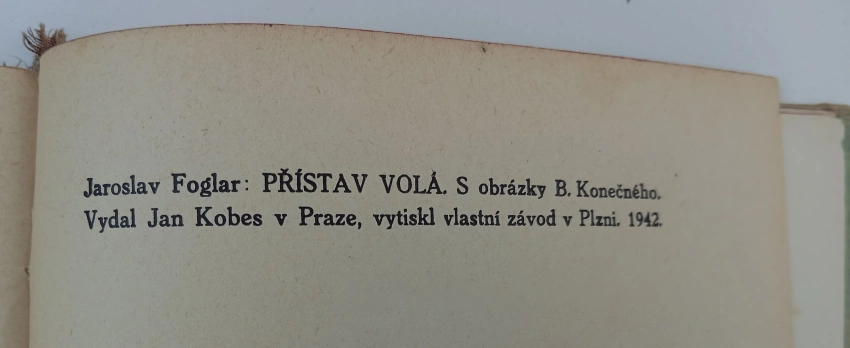 Jaroslav Foglar: PŘÍSTAV VOLÁ. S obrázky B. Konečného.
Vydal Jan Kobes v Praze, vytiskl vlastní závod v Plzni. 1942.